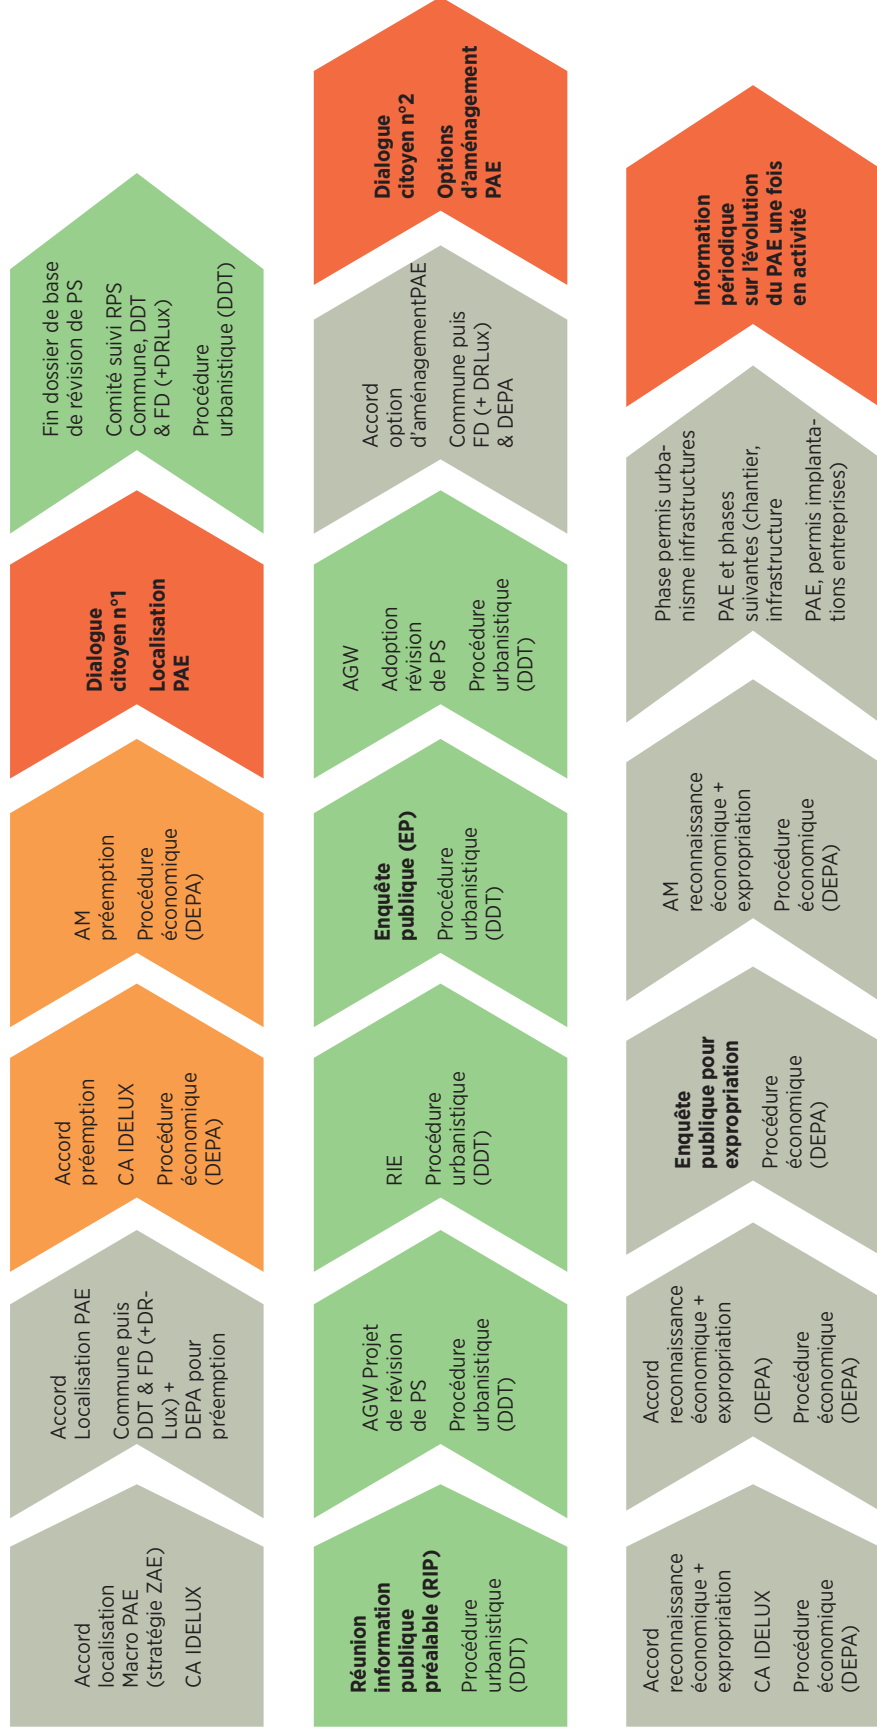 Accord
localisation
Macro PAE
(stratégie ZAE)
CA IDELUX
Accord
Localisation PAE
Commune puis
DDT & FD (+DR-
Lux) +
DEPA pour
préemption
Accord
préemption
CA IDELUX
Procédure
économique
(DEPA)
AM
préemption
Procédure
économique
(DEPA)
Dialogue
citoyen n°1
Localisation
PAE
Fin dossier de base
de révision de PS
Comité suivi RPS
Commune, DDT
& FD (+DRLux)
Procédure
urbanistique (DDT)
Réunion
information
publique
préalable (RIP)
Procédure
urbanistique
(DDT)
AGW Projet
de révision
de PS
Procédure
urbanistique
(DDT)
RIE
Procédure
urbanistique
(DDT)
Enquête
publique (EP)
Procédure
urbanistique
(DDT)
AGW
Adoption
révision
de PS
Procédure
urbanistique
(DDT)
Accord
option
d'aménagementPAE
Commune puis
FD (+ DRLux)
& DEPA
Dialogue
citoyen n°2
Options
d'aménagement
PAE
Accord
reconnaissance
économique +
expropriation
CA IDELUX
Procédure
économique
(DEPA)
Accord
reconnaissance
économique +
expropriation
(DEPA)
Procédure
économique
(DEPA)
Enquête
publique pour
expropriation
Procédure
économique
(DEPA)
AM
reconnaissance
économique +
expropriation
Procédure
économique
(DEPA)
Phase permis urba-
nisme infrastructures
PAE et phases
suivantes (chantier,
infrastructure
PAE, permis implanta-
tions entreprises)
Information
périodique
sur l'évolution
du PAE une fois
en activité